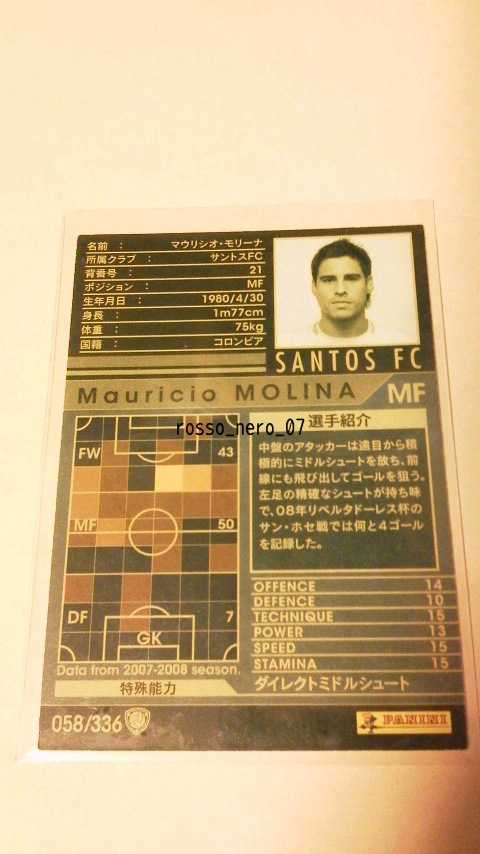 名前 : マウリシオ・モリーナ
所属クラブ : サントスFC
背番号 : 21
ポジション : MF
生年月日 : 1980/4/30
身長 : 1m77cm
体重 : 75kg
国籍 : コロンビア
SANTOS FC
Mauricio MOLINA MF
rosso_nero_07
FW 43
MF 50
DF 7
GK
Data from 2007-2008 season.
選手紹介
中盤のアタッカーは遠目から積
極的にミドルシュートを放ち、前
線にも飛び出してゴールを狙う。
左足の精確なシュートが持ち味
で、08年リベルタドーレス杯の
サン・ホセ戦では何と4ゴール
を記録した。
OFFENCE 14
DEFENCE 10
TECHNIQUE 15
POWER 13
SPEED 15
STAMINA 15
特殊能力 ダイレクトミドルシュート
058/336
PANINI